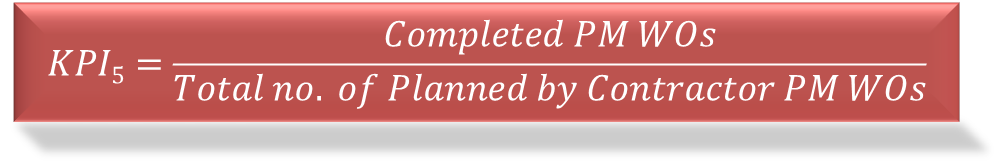 KPI₅ = Completed PM WOs / Total no. of Planned by Contractor PM WOs